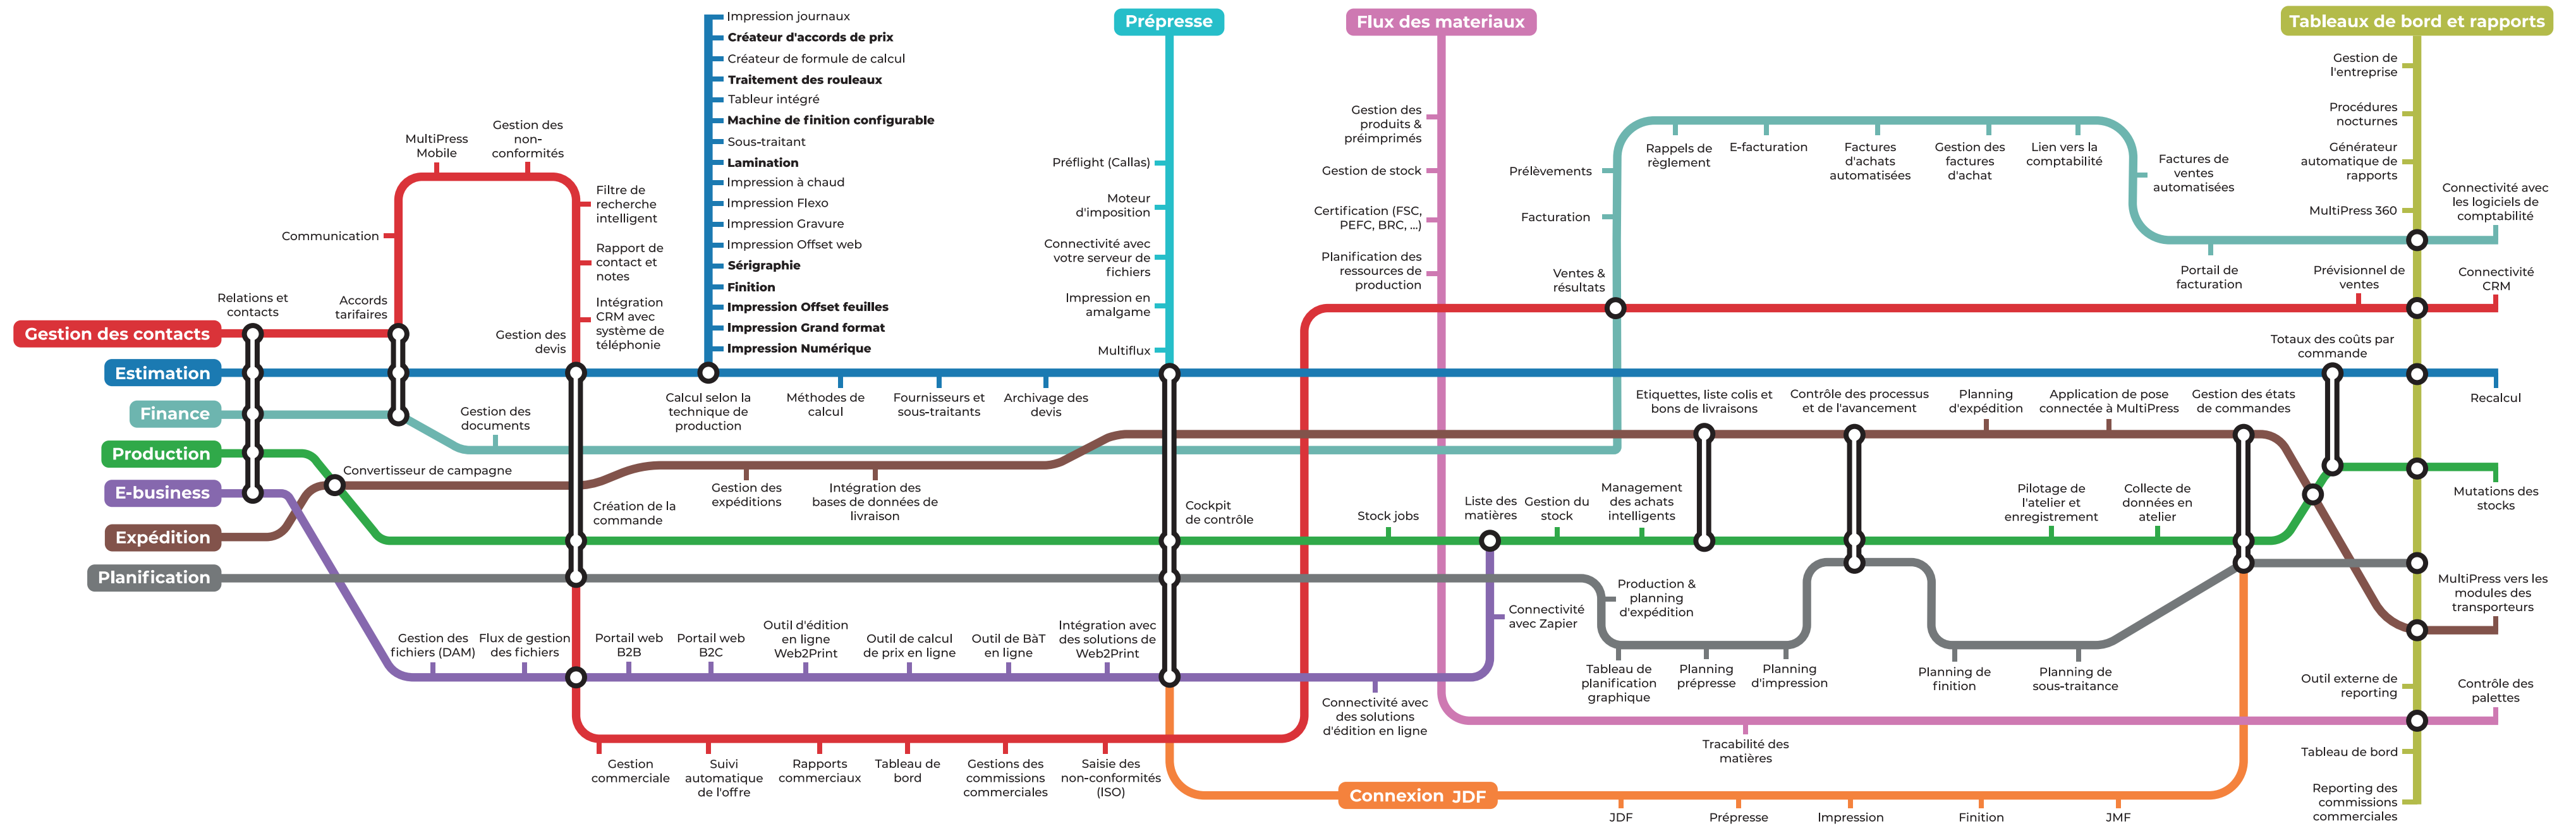 Impression journaux
Créateur d'accords de prix
Créateur de formule de calcul
Traitement des rouleaux
Tableur intégré
Machine de finition configurable
Sous-traitant
Lamination
Impression à chaud
Impression Flexo
Impression Gravure
Impression Offset web
Sérigraphie
Finition
Impression Offset feuilles
Impression Grand format
Impression Numérique
Prépresse
Préflight (Callas)
Moteur
d'imposition
Connectivité avec
votre serveur de
fichiers
Impression en
amalgame
Multiflux
Flux des materiaux
Gestion des
produits &
préimprimés
Gestion de stock
Certification (FSC,
PEFC, BRC, ...)
Planification des
ressources de
production
Tableaux de bord et rapports
Gestion de
l'entreprise
Procédures
nocturnes
Générateur
automatique de
rapports
MultiPress 360
MultiPress
Mobile
Gestion des
non-
conformités
Communication
Filtre de
recherche
intelligent
Rapport de
contact et
notes
Intégration
CRM avec
système de
téléphonie
Relations et
contacts
Accords
tarifaires
Gestion des
devis
Prélèvements
Facturation
Ventes &
résultats
Rappels de
règlement
E-facturation
Factures
d'achats
automatisées
Gestion des
factures
d'achat
Lien vers la
comptabilité
Factures de
ventes
automatisées
Portail de
facturation
Prévisionnel de
ventes
Connectivité avec
les logiciels de
comptabilité
Connectivité
CRM
Gestion des contacts
Estimation
Finance
Production
E-business
Expédition
Planification
Gestion des
documents
Convertisseur de campagne
Calcul selon la
technique de
production
Méthodes de
calcul
Fournisseurs et
sous-traitants
Archivage des
devis
Gestion des
expéditions
Intégration des
bases de données de
livraison
Création de la
commande
Cockpit
de contrôle
Totaux des coûts par
commande
Recalcul
Etiquettes, liste colis et
bons de livraisons
Contrôle des processus
et de l'avancement
Planning
d'expédition
Application de pose
connectée à MultiPress
Gestion des états
de commandes
Stock jobs
Liste des
matières
Gestion du
stock
Management
des achats
intelligents
Pilotage de
l'atelier et
enregistrement
Collecte de
données en
atelier
Mutations des
stocks
Connectivité
avec Zapier
Production &
planning
d'expédition
Tableau de
planification
graphique
Planning
prépresse
Planning
d'impression
Planning de
finition
Planning de
sous-traitance
MultiPress vers les
modules des
transporteurs
Gestion des
fichiers (DAM)
Flux de gestion
des fichiers
Portail web
B2B
Portail web
B2C
Outil d'édition
en ligne
Web2Print
Outil de calcul
de prix en ligne
Outil de BàT
en ligne
Intégration avec
des solutions de
Web2Print
Connectivité avec
des solutions
d'édition en ligne
Outil externe de
reporting
Contrôle des
palettes
Tracabilité des
matières
Tableau de bord
Reporting des
commissions
commerciales
Gestion
commerciale
Suivi
automatique
de l'offre
Rapports
commerciaux
Tableau de
bord
Gestions des
commissions
commerciales
Saisie des
non-conformités
(ISO)
Connexion JDF
JDF
Prépresse
Impression
Finition
JMF